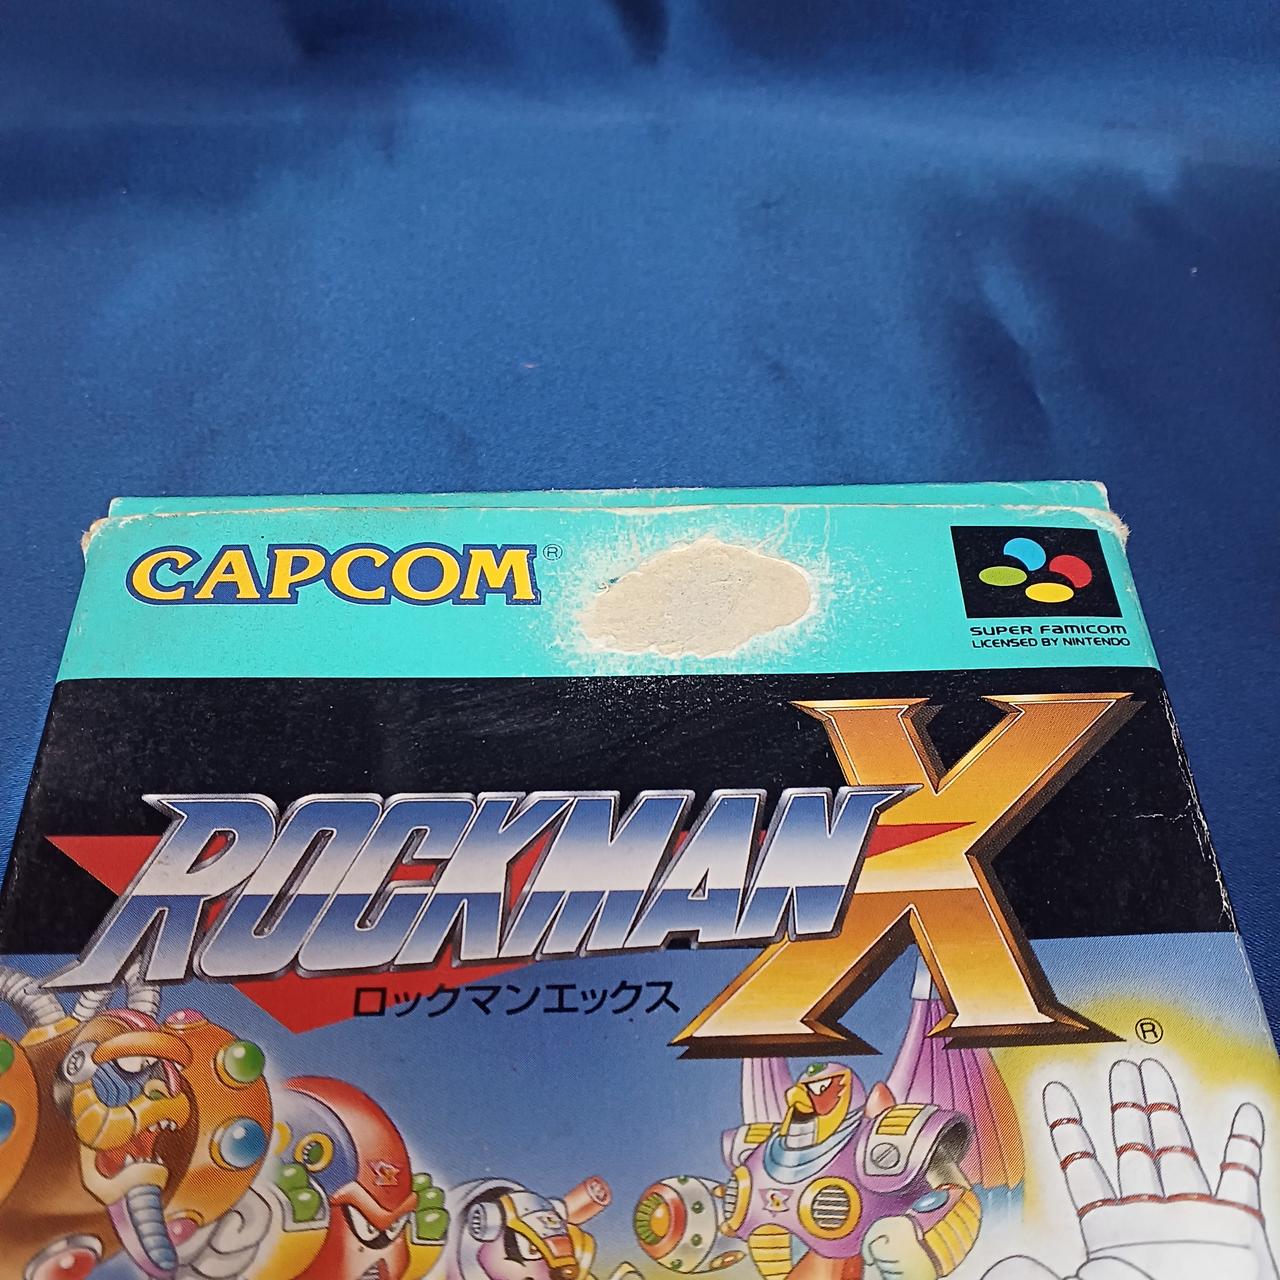 CAPCOM®
SUPER FAMICOM
LICENSED BY NINTENDO
ROCKMAN X
ロックマンエックス
®